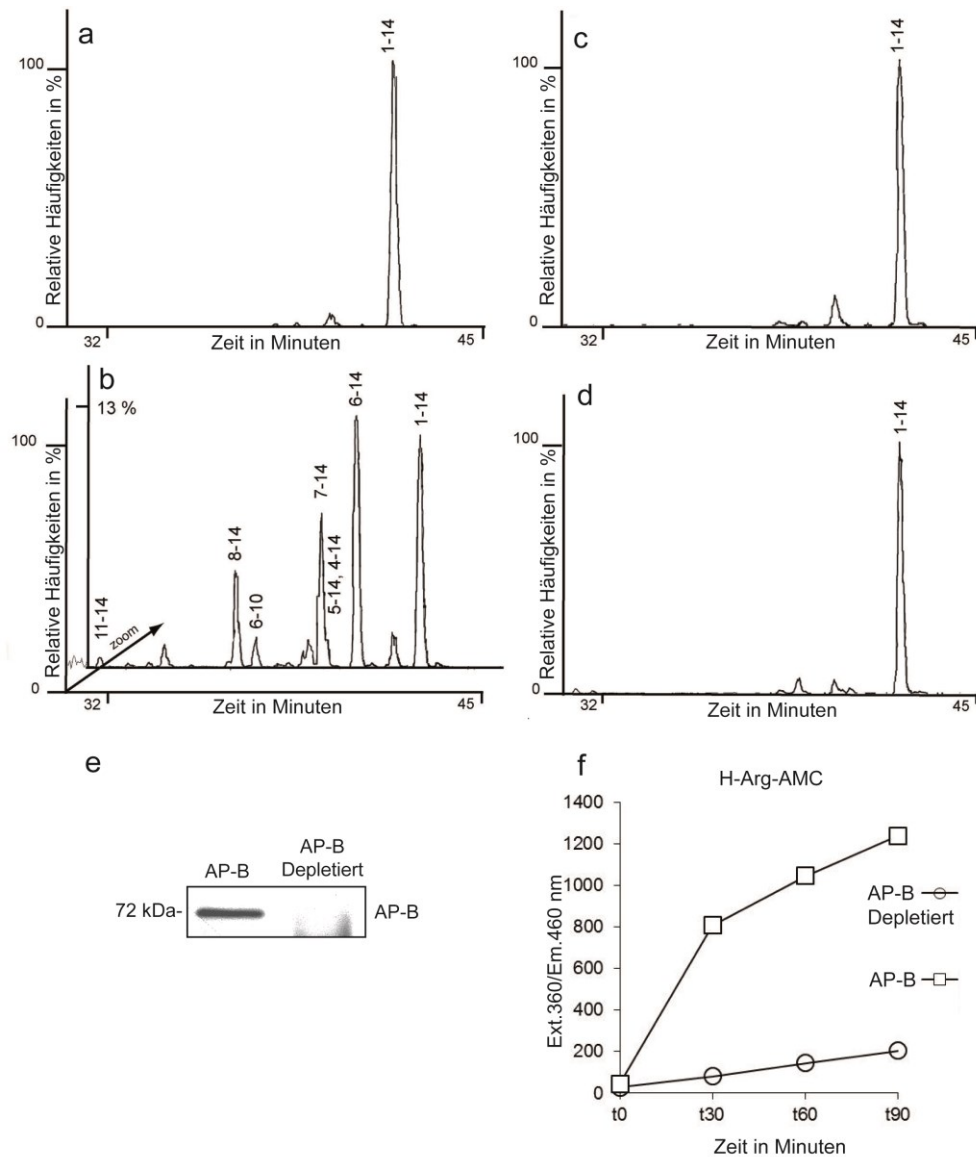 a
1-14
100
Relative Häufigkeiten in %
0
32
Zeit in Minuten
45
c
1-14
100
Relative Häufigkeiten in %
0
32
Zeit in Minuten
45
b
13 %
100
Relative Häufigkeiten in %
0
11-14
zoom
8-14
6-10
7-14
5-14, 4-14
6-14
1-14
32
Zeit in Minuten
45
d
1-14
100
Relative Häufigkeiten in %
0
32
Zeit in Minuten
45
e
AP-B
AP-B
Depletiert
72 kDa-
AP-B
f
H-Arg-AMC
Ext.360/Em.460 nm
1400
1200
1000
800
600
400
200
0
t0
t30
t60
t90
Zeit in Minuten
AP-B
Depletiert
AP-B